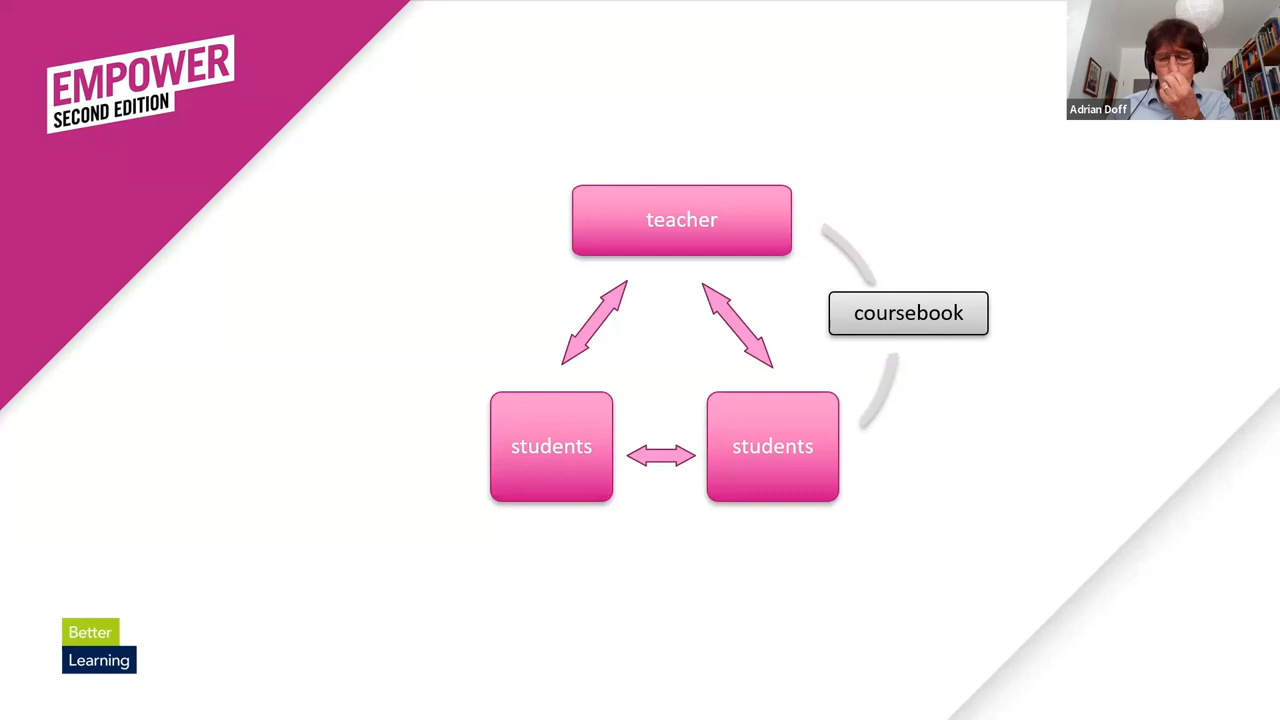 EMPOWER
SECOND EDITION
Adrian Doff
teacher
coursebook
students
students
Better
Learning